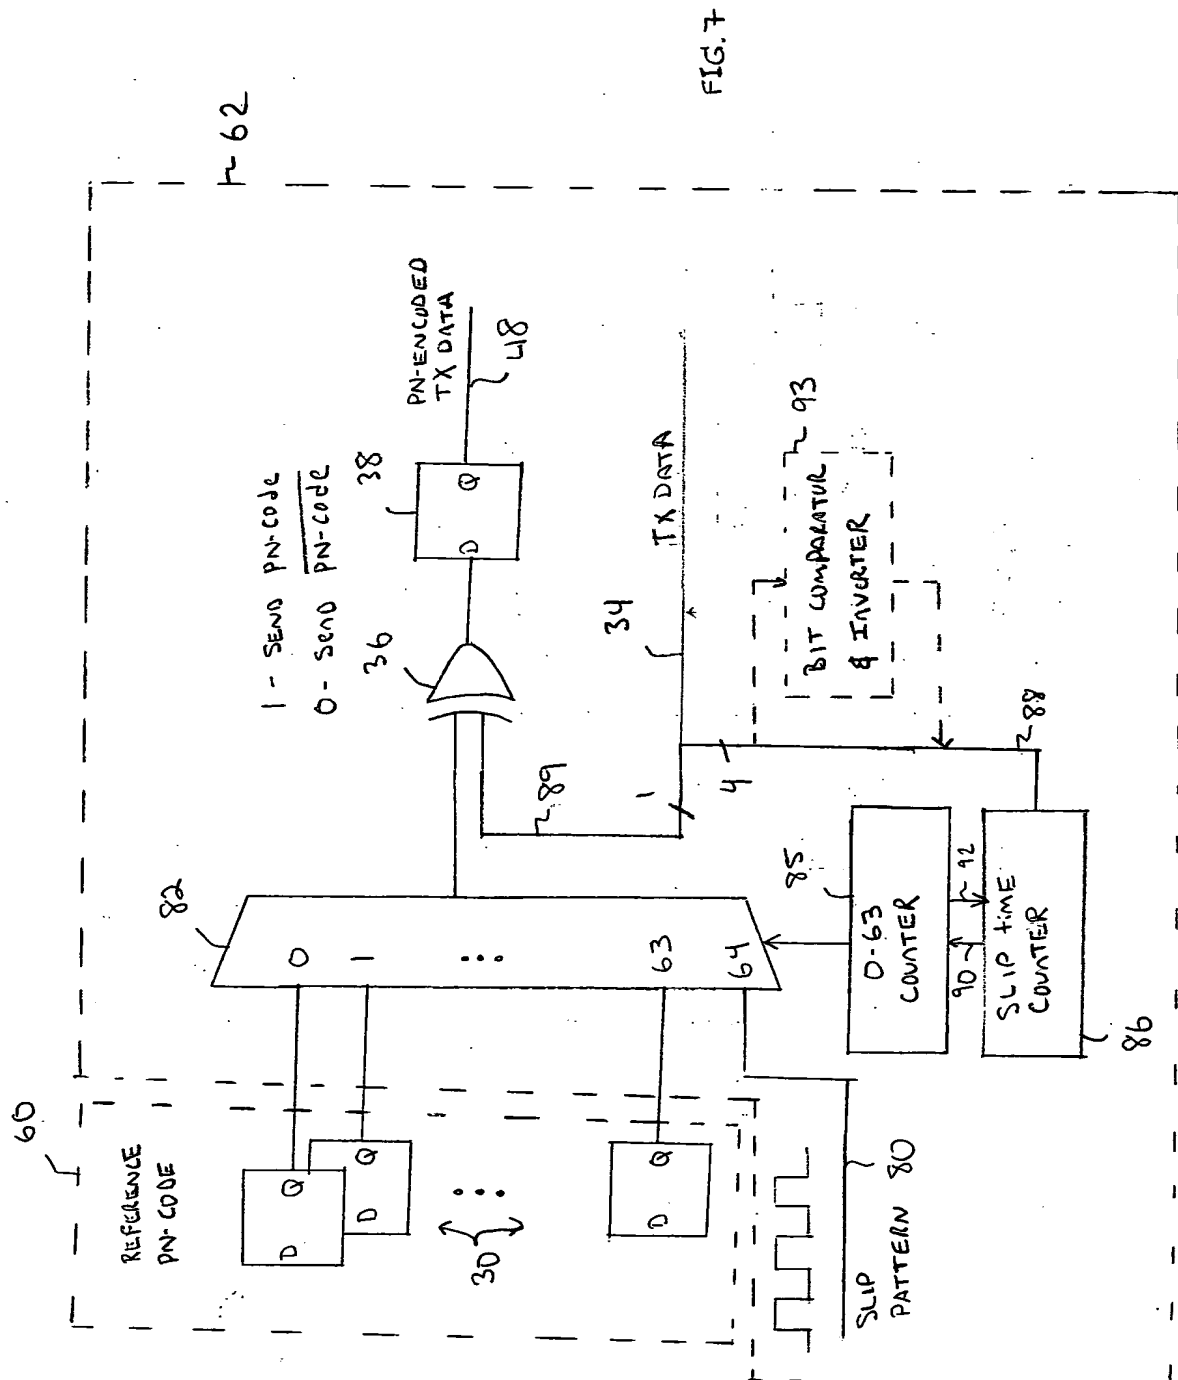 FIG. 7
62
60
REFERENCE
PN-CODE
D Q
D Q
30
D Q
SLIP
PATTERN 80
82
0
1
63
64
1 - SEND PN-CODE
0 - SEND PN-CODE
36
38
D Q
PN-ENCODED
TX DATA
48
89
1
4
34
TX DATA
BIT COMPARATOR
& INVERTER
93
88
85
0-63
COUNTER
90
92
SLIP TIME
COUNTER
86